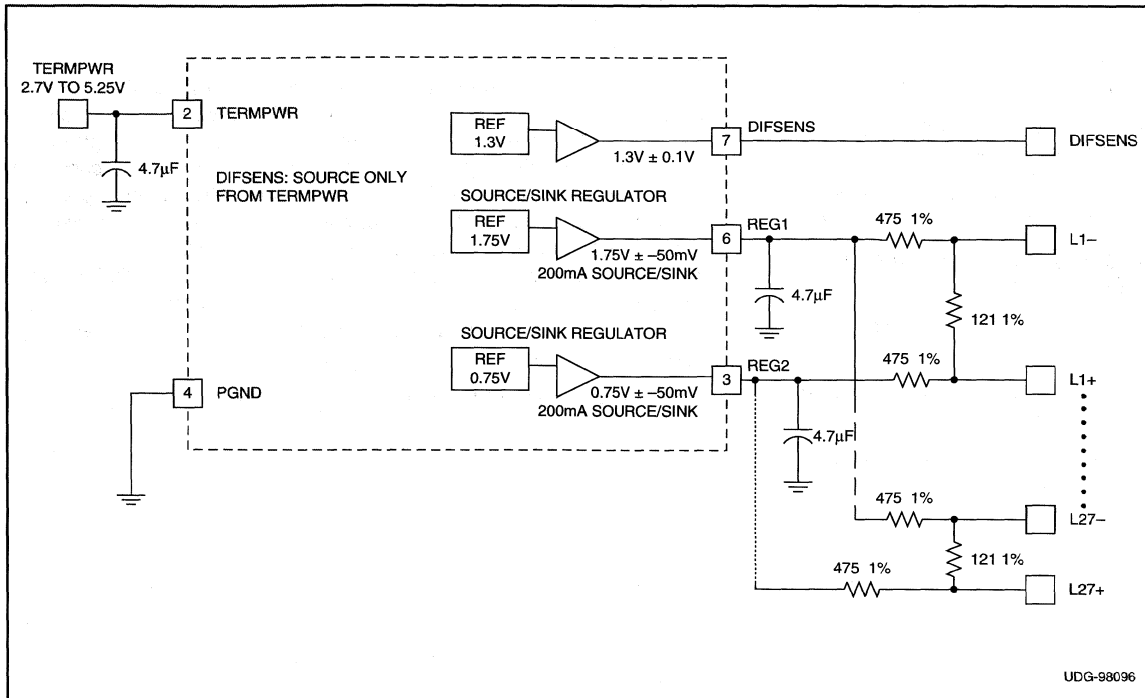 TERMPWR
2.7V TO 5.25V
2
TERMPWR
4.7µF
DIFSENS: SOURCE ONLY
FROM TERMPWR
REF
1.3V
1.3V ± 0.1V
7
DIFSENS
DIFSENS
SOURCE/SINK REGULATOR
REF
1.75V
1.75V ± –50mV
200mA SOURCE/SINK
6
REG1
4.7µF
475 1%
L1–
121 1%
SOURCE/SINK REGULATOR
REF
0.75V
0.75V ± –50mV
200mA SOURCE/SINK
3
REG2
4.7µF
475 1%
L1+
4
PGND
475 1%
L27–
121 1%
475 1%
L27+
UDG-98096